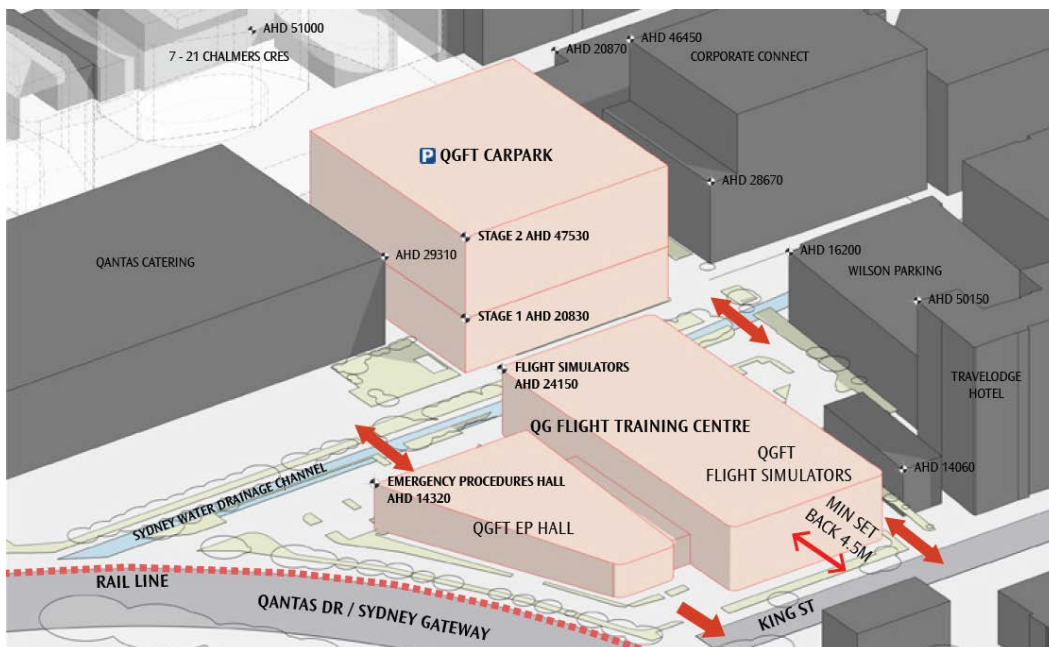 AHD 51000
7 - 21 CHALMERS CRES
AHD 20870
AHD 46450
CORPORATE CONNECT
P QGFT CARPARK
AHD 28670
STAGE 2 AHD 47530
AHD 29310
AHD 16200
QANTAS CATERING
WILSON PARKING
AHD 50150
STAGE 1 AHD 20830
FLIGHT SIMULATORS
AHD 24150
TRAVELODGE
HOTEL
QG FLIGHT TRAINING CENTRE
QGFT
FLIGHT SIMULATORS
AHD 14060
SYDNEY WATER DRAINAGE CHANNEL
EMERGENCY PROCEDURES HALL
AHD 14320
QGFT EP HALL
MIN SET
BACK 4.5M
RAIL LINE
QANTAS DR / SYDNEY GATEWAY
KING ST